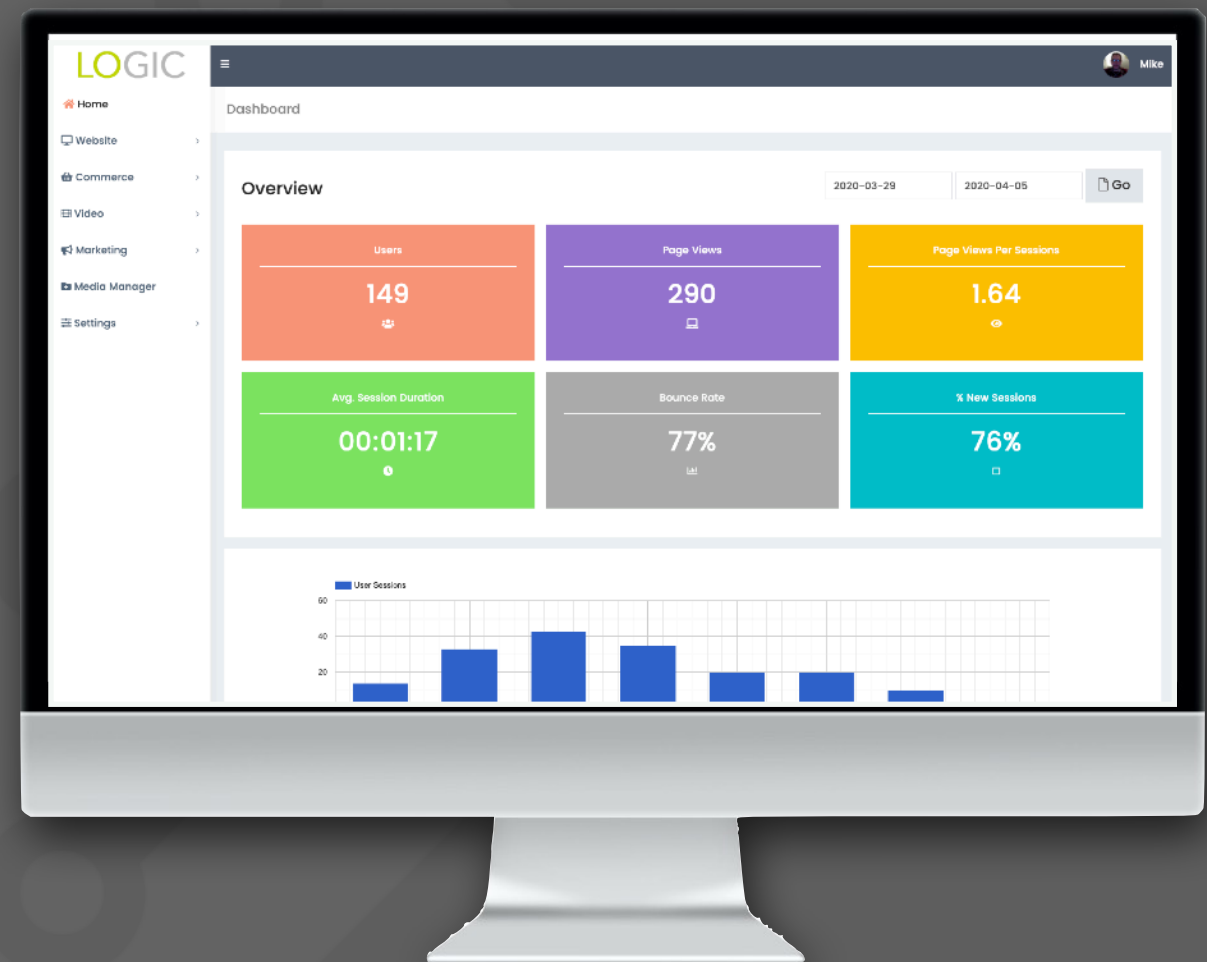 LOGIC
Mike
Home
Dashboard
Website
Commerce
Video
Marketing
Media Manager
Settings
Overview
2020-03-29
2020-04-05
Go
Users
Page Views
Page Views Per Sessions
149
290
1.64
Avg. Session Duration
Bounce Rate
% New Sessions
00:01:17
77%
76%
User Sessions
60
40
20